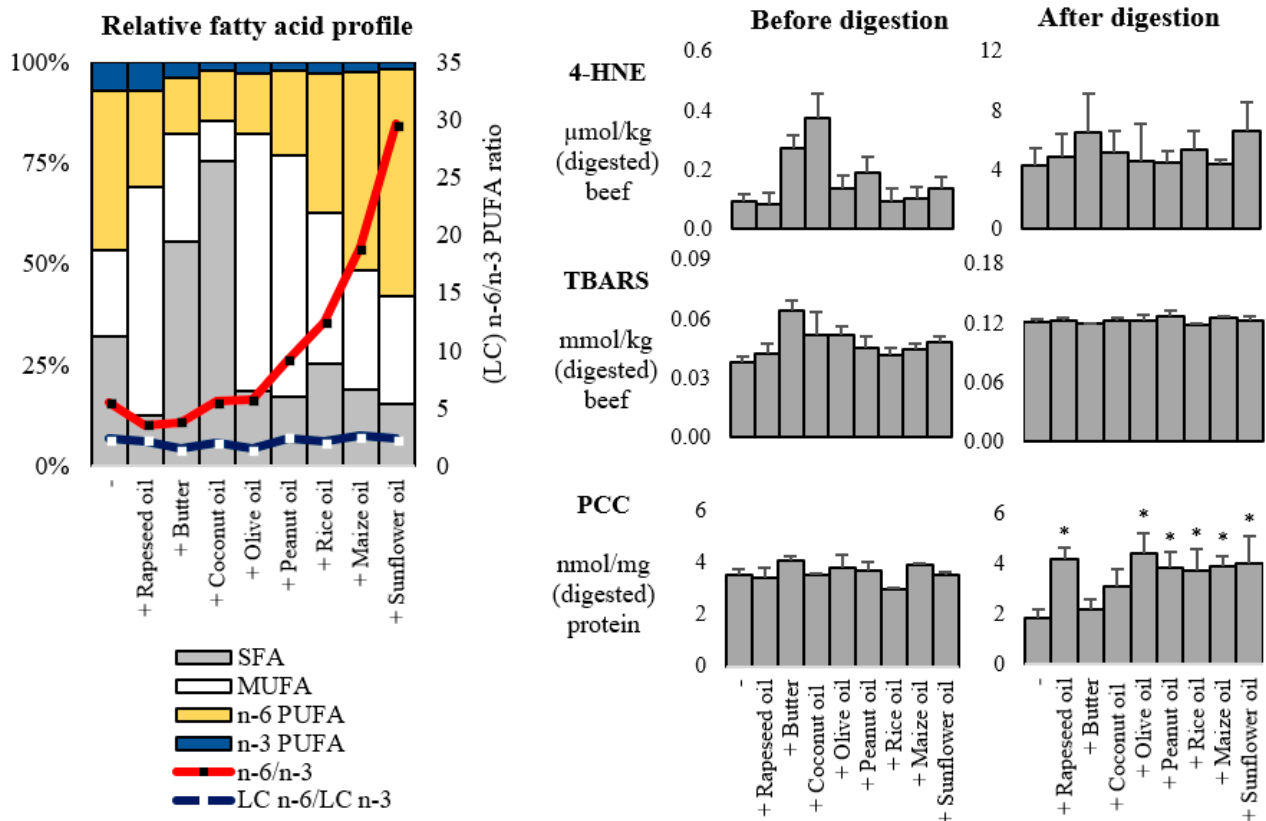 Relative fatty acid profile
100%
75%
50%
25%
0%
35
30
25
20
15
10
5
0
(LC) n-6/n-3 PUFA ratio
-
+ Rapeseed oil
+ Butter
+ Coconut oil
+ Olive oil
+ Peanut oil
+ Rice oil
+ Maize oil
+ Sunflower oil
SFA
MUFA
n-6 PUFA
n-3 PUFA
n-6/n-3
LC n-6/LC n-3
Before digestion
After digestion
4-HNE
µmol/kg
(digested)
beef
0.6
0.4
0.2
0.0
12
8
4
0
TBARS
mmol/kg
(digested)
beef
0.09
0.06
0.03
0.00
0.18
0.12
0.06
0.00
PCC
nmol/mg
(digested)
protein
6
4
2
0
6
4
2
0
* * * * * *
-
+ Rapeseed oil
+ Butter
+ Coconut oil
+ Olive oil
+ Peanut oil
+ Rice oil
+ Maize oil
+Sunflower oil
-
+ Rapeseed oil
+ Butter
+ Coconut oil
+ Olive oil
+ Peanut oil
+ Rice oil
+ Maize oil
+ Sunflower oil